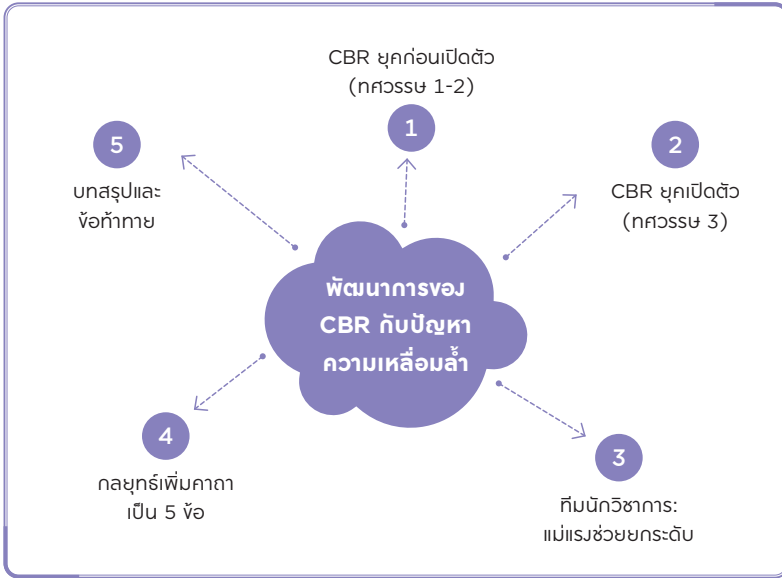 CBR ยุคก่อนเปิดตัว
(ทศวรรษ 1-2)
1
2
CBR ยุคเปิดตัว
(ทศวรรษ 3)
5
บทสรุปและ
ข้อท้าทาย
พัฒนาการของ
CBR กับปัญหา
ความเหลื่อมล้ำ
4
กลยุทธ์เพิ่มคาถา
เป็น 5 ข้อ
3
ทีมนักวิชาการ:
แม่แรงช่วยยกระดับ